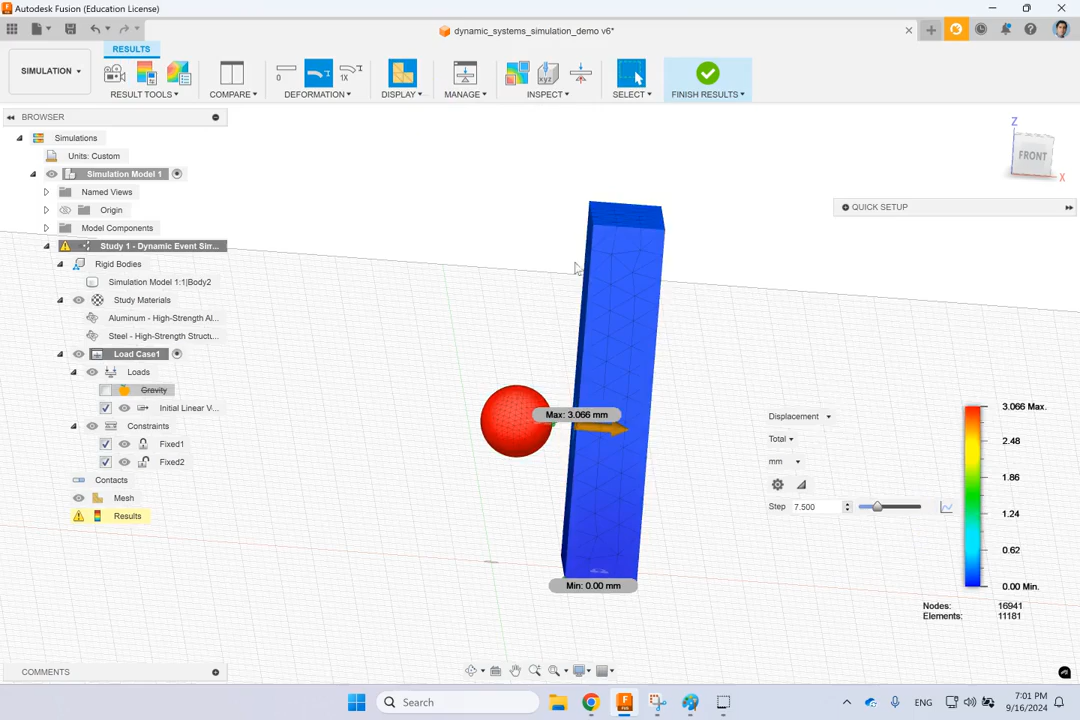 Autodesk Fusion (Education License)
dynamic_systems_simulation_demo v6*
RESULTS
SIMULATION
0
1X
RESULT TOOLS
COMPARE
DEFORMATION
DISPLAY
MANAGE
INSPECT
SELECT
FINISH RESULTS
BROWSER
Simulations
Units: Custom
Simulation Model 1
Named Views
Origin
Model Components
Study 1 - Dynamic Event Sim...
Rigid Bodies
Simulation Model 1:1|Body2
Study Materials
Aluminum - High-Strength Al...
Steel - High-Strength Structu...
Load Case1
Loads
Gravity
Initial Linear V...
Constraints
Fixed1
Fixed2
Contacts
Mesh
Results
COMMENTS
Z
FRONT
X
QUICK SETUP
Max: 3.066 mm
Min: 0.00 mm
Displacement
Total
mm
Step 7.500
3.066 Max.
2.48
1.86
1.24
0.62
0.00 Min.
Nodes: 16941
Elements: 11181
Search
ENG
7:01 PM
9/16/2024